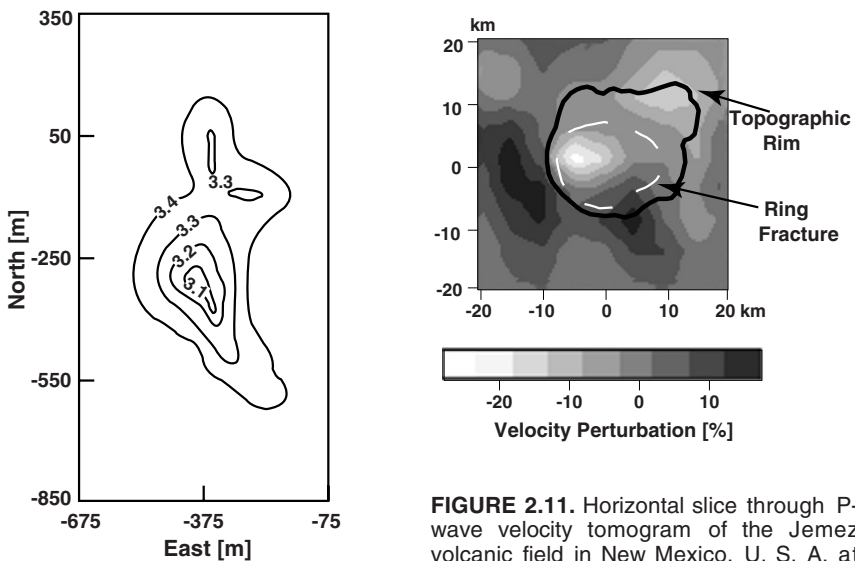 350
50
-250
-550
-850
North [m]
-675
-375
-75
East [m]
3.3
3.4
3.3
3.2
3.1
km
20
10
0
-10
-20
-20
-10
0
10
20 km
Topographic
Rim
Ring
Fracture
-20
-10
0
10
Velocity Perturbation [%]
FIGURE 2.11. Horizontal slice through P-
wave velocity tomogram of the Jemez
volcanic field in New Mexico, U. S. A. at